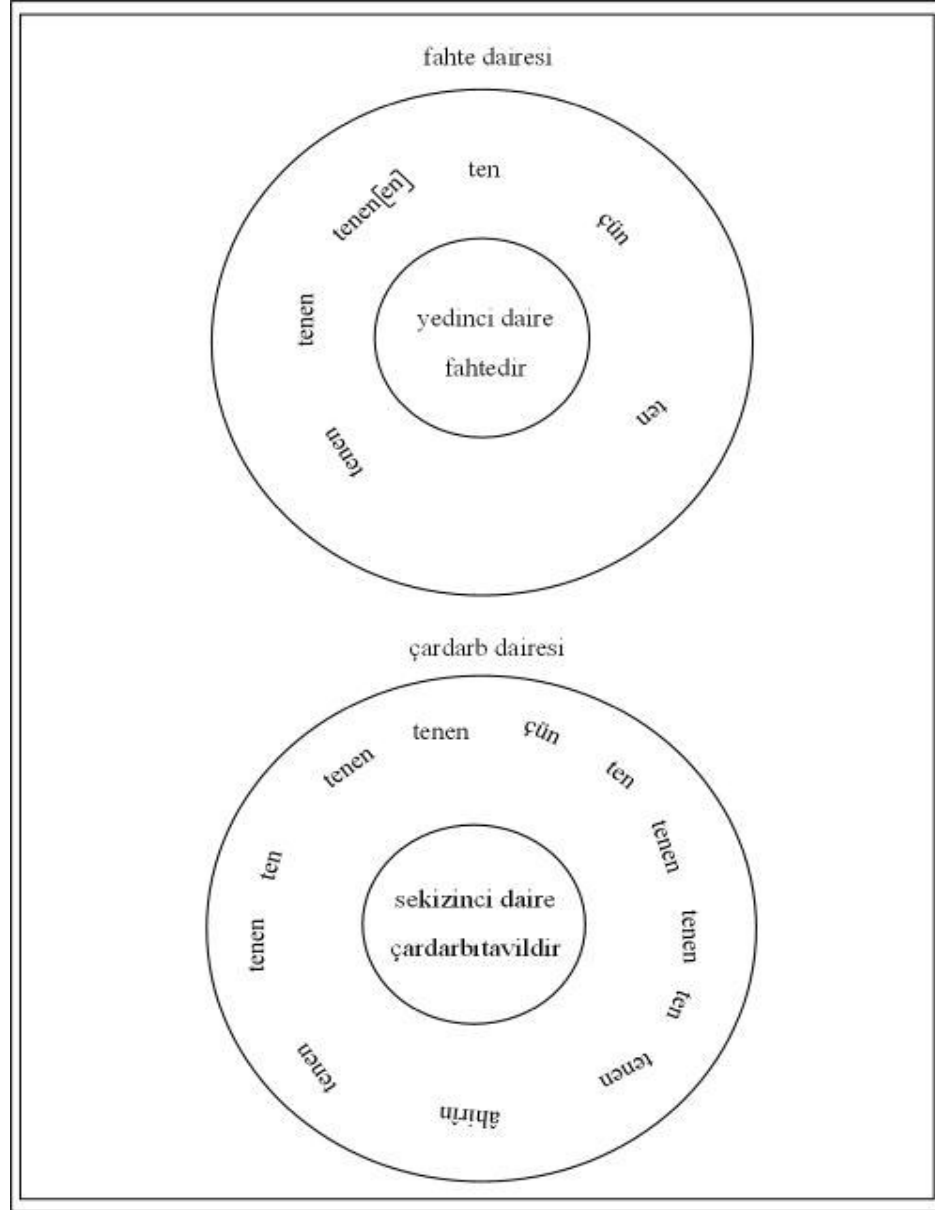 fahte dairesi
ten
çün
ten
tenen
tenen
tenen[en]
yedinci daire
fahtedir
çardarb dairesi
tenen
çün
ten
tenen
tenen
ten
tenen
âhirîn
tenen
tenen
ten
tenen
sekizinci daire
çardarbıtavildir